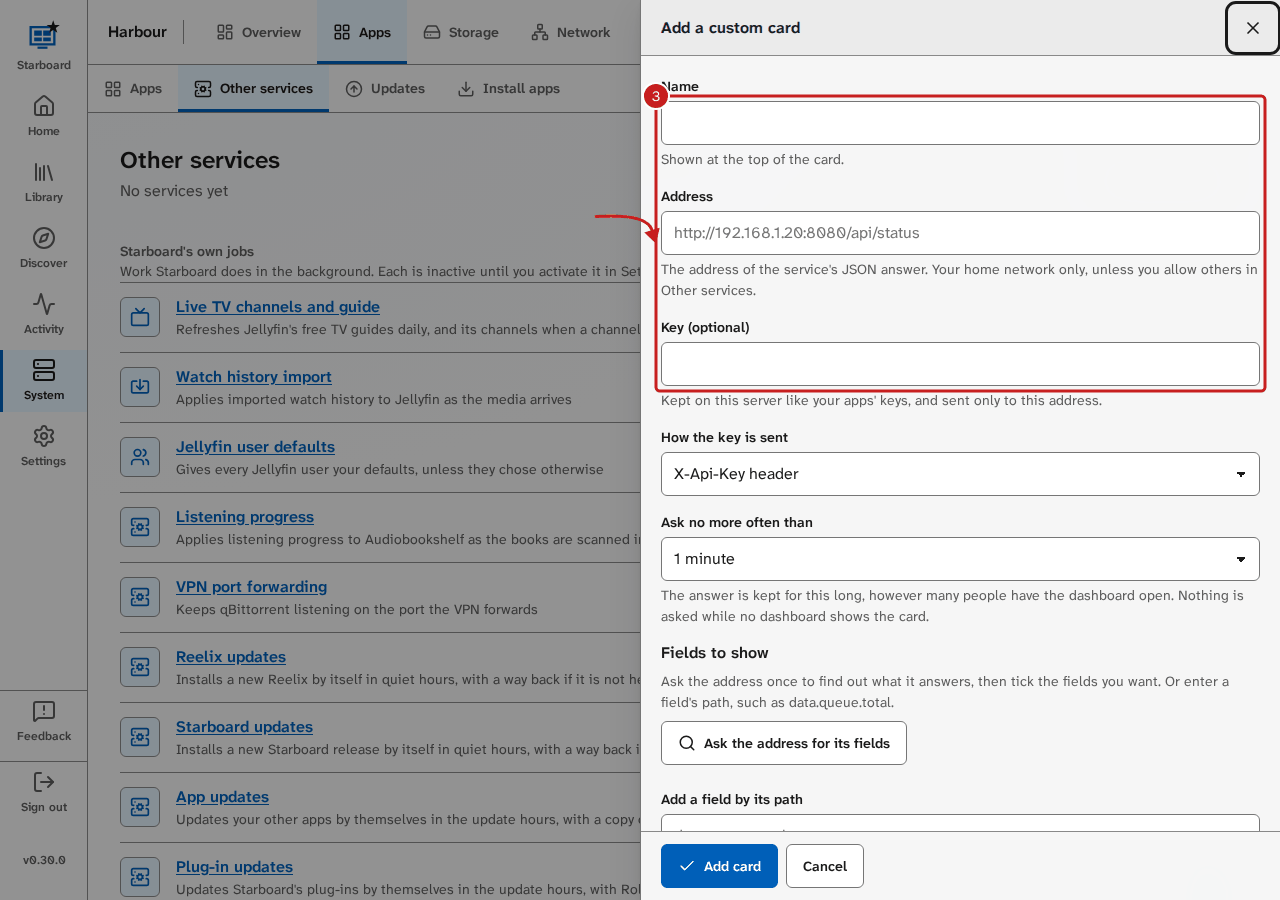 Starboard
Home
Library
Discover
Activity
System
Settings
Feedback
Sign out
v0.30.0
Harbour
Overview
Apps
Storage
Network
Apps
Other services
Updates
Install apps
Other services
No services yet
Starboard's own jobs
Work Starboard does in the background. Each is inactive until you activate it in
Live TV channels and guide
Refreshes Jellyfin's free TV guides daily, and its channels when a channel
Watch history import
Applies imported watch history to Jellyfin as the media arrives
Jellyfin user defaults
Gives every Jellyfin user your defaults, unless they chose otherwise
Listening progress
Applies listening progress to Audiobookshelf as the books are scanned
VPN port forwarding
Keeps qBittorrent listening on the port the VPN forwards
Reelix updates
Installs a new Reelix by itself in quiet hours, with a way back if it is not
Starboard updates
Installs a new Starboard release by itself in quiet hours, with a way back
App updates
Updates your other apps by themselves in the update hours, with a copy
Plug-in updates
Updates Starboard's plug-ins by themselves in the update hours, with
Add a custom card
3
Name
Shown at the top of the card.
Address
http://192.168.1.20:8080/api/status
The address of the service's JSON answer. Your home network only, unless you allow others in
Other services.
Key (optional)
Kept on this server like your apps' keys, and sent only to this address.
How the key is sent
X-Api-Key header
Ask no more often than
1 minute
The answer is kept for this long, however many people have the dashboard open. Nothing is
asked while no dashboard shows the card.
Fields to show
Ask the address once to find out what it answers, then tick the fields you want. Or enter a
field's path, such as data.queue.total.
Ask the address for its fields
Add a field by its path
Add card
Cancel